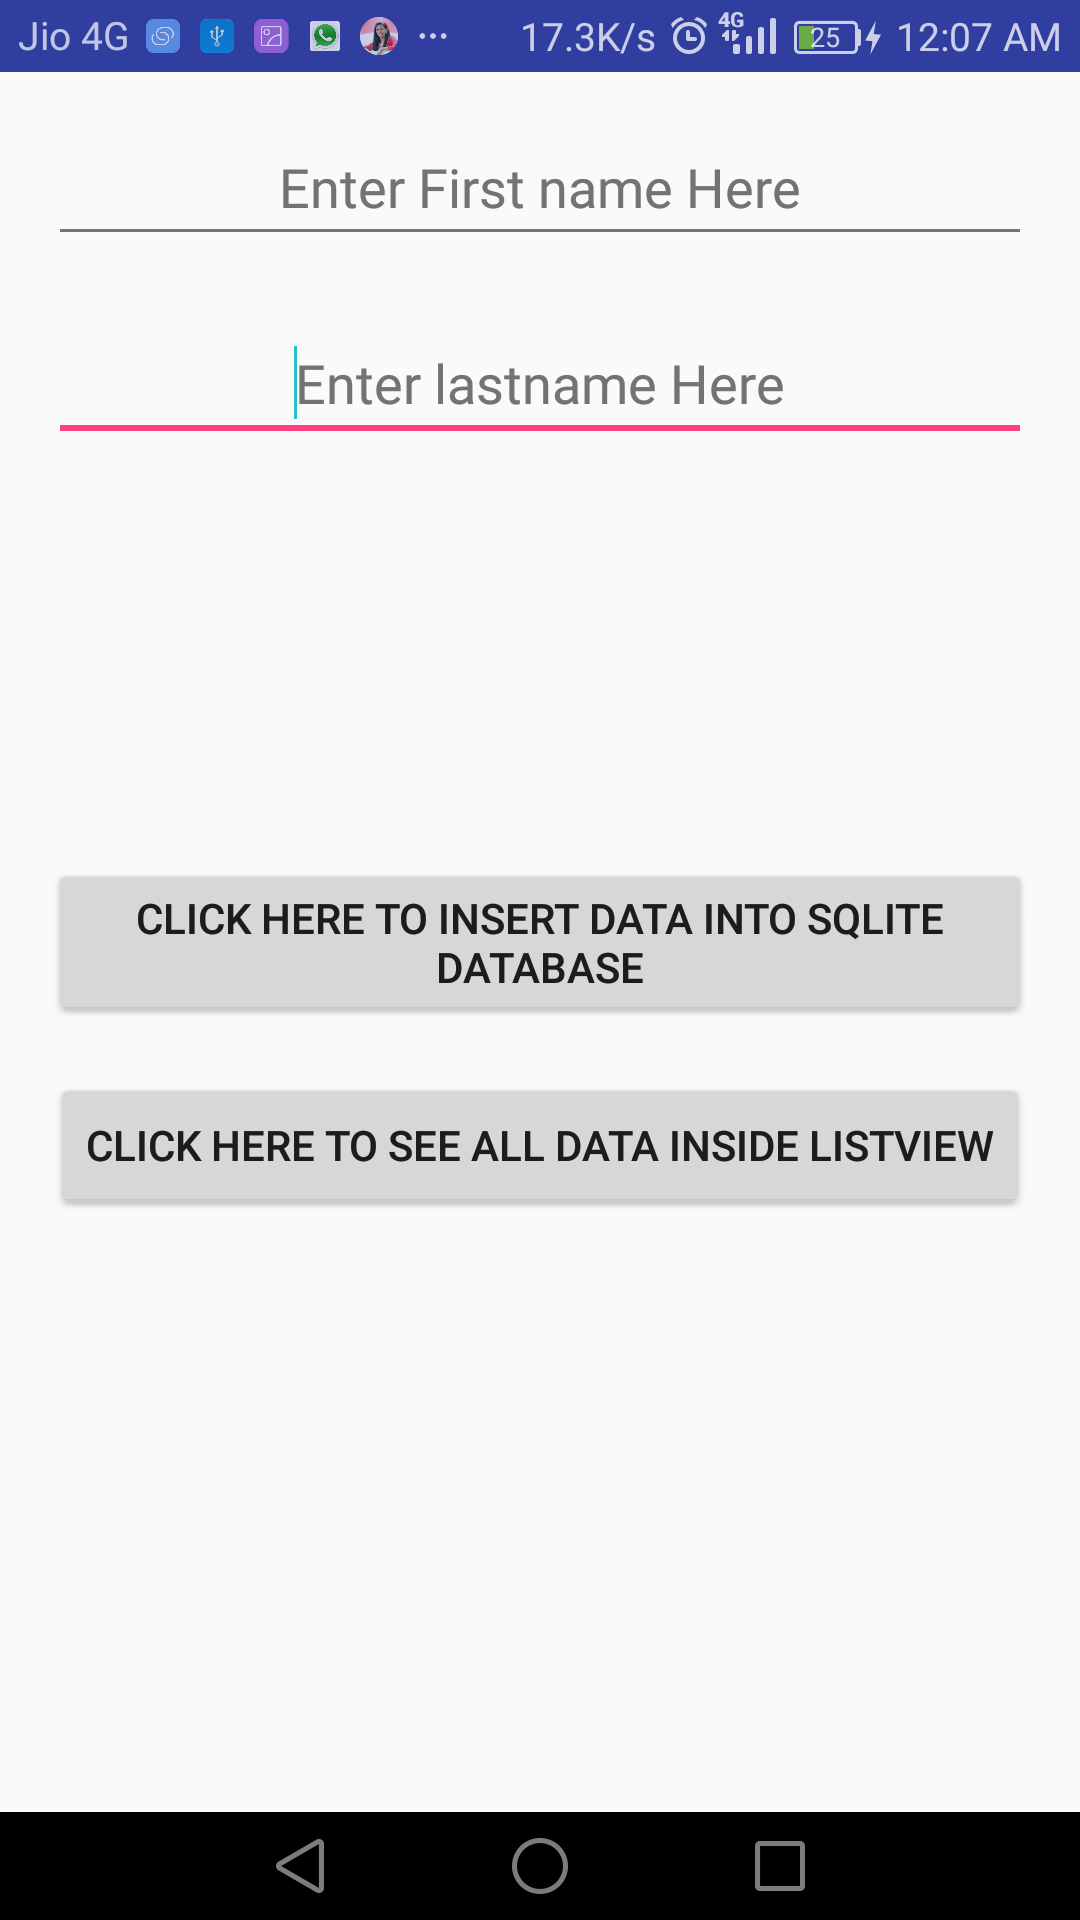 Jio 4G 17.3K/s 4G 25 12:07 AM
Enter First name Here
Enter lastname Here
CLICK HERE TO INSERT DATA INTO SQLITE
DATABASE
CLICK HERE TO SEE ALL DATA INSIDE LISTVIEW